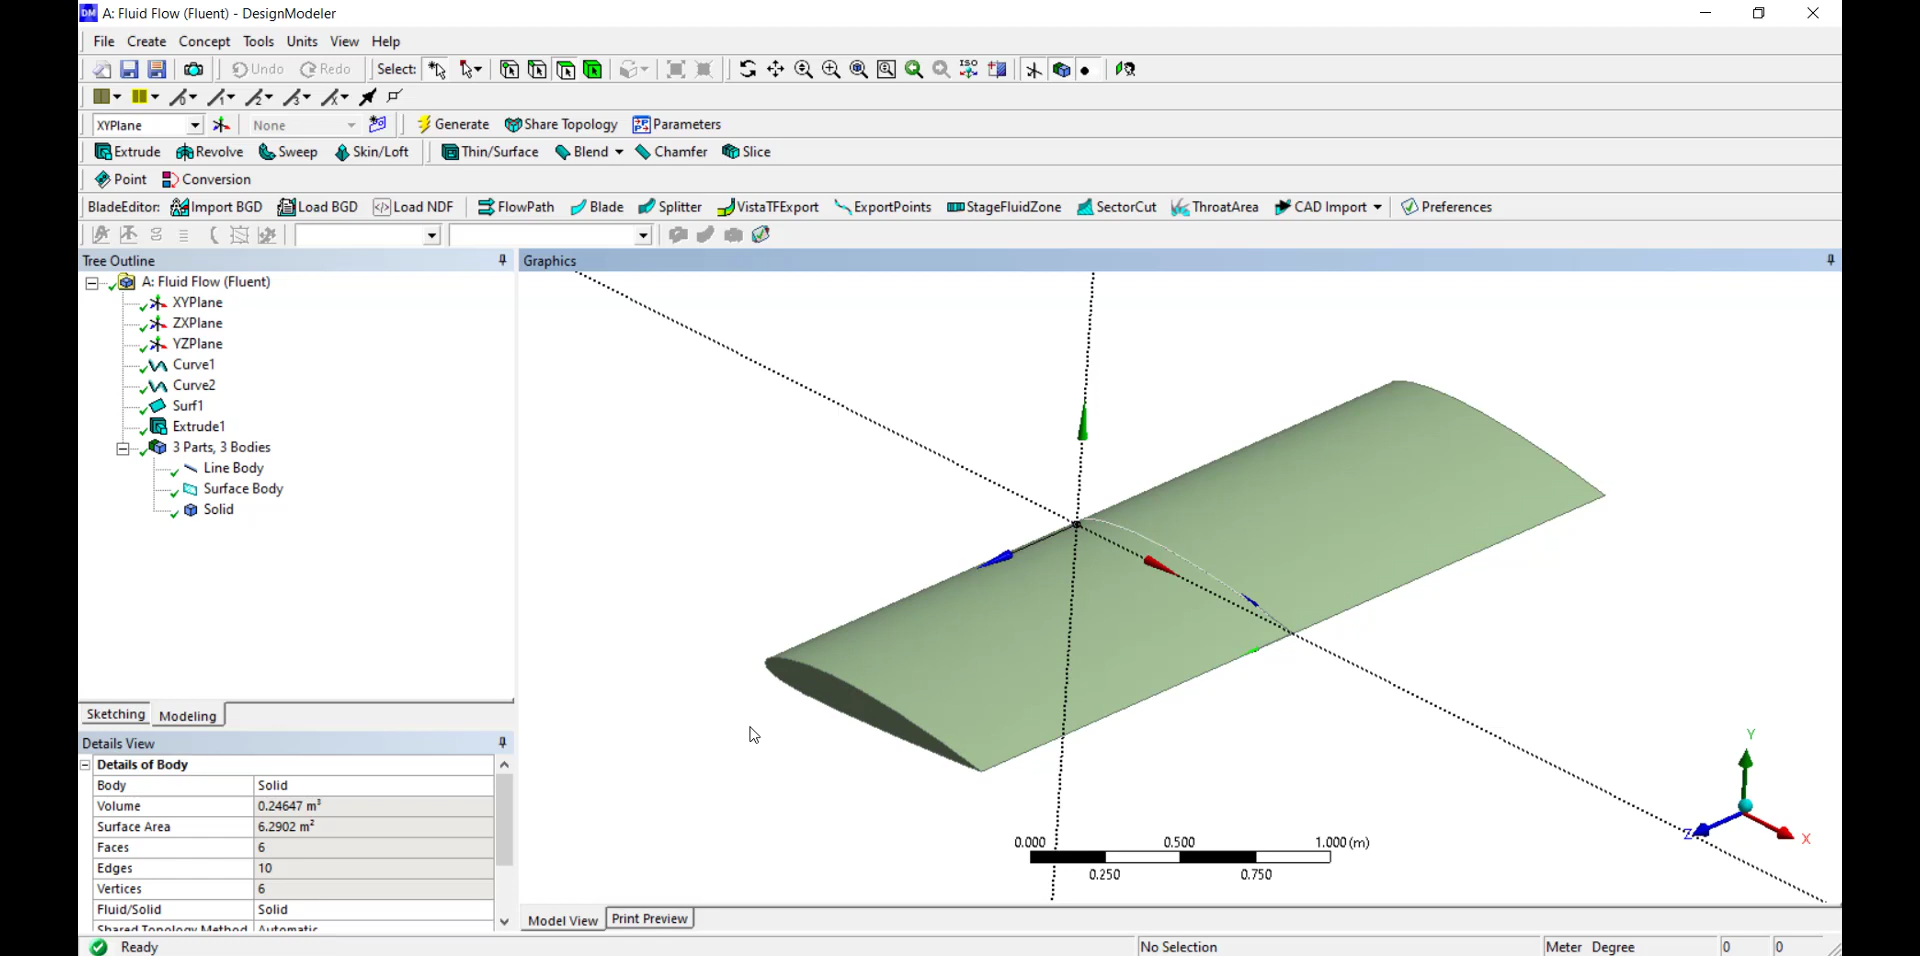 DM A: Fluid Flow (Fluent) - DesignModeler
File Create Concept Tools Units View Help
Undo Redo Select: ISO
XYPlane None Generate Share Topology Parameters
Extrude Revolve Sweep Skin/Loft Thin/Surface Blend Chamfer Slice
Point Conversion
BladeEditor: Import BGD Load BGD Load NDF FlowPath Blade Splitter VistaTFExport ExportPoints StageFluidZone SectorCut ThroatArea CAD Import Preferences
Tree Outline
A: Fluid Flow (Fluent)
XYPlane
ZXPlane
YZPlane
Curve1
Curve2
Surf1
Extrude1
3 Parts, 3 Bodies
Line Body
Surface Body
Solid
Sketching Modeling
Details View
Details of Body
Body Solid
Volume 0.24647 m³
Surface Area 6.2902 m²
Faces 6
Edges 10
Vertices 6
Fluid/Solid Solid
Shared Topology Method Automatic
Graphics
Y
Z X
0.000 0.500 1.000 (m)
0.250 0.750
Model View Print Preview
Ready No Selection Meter Degree 0 0